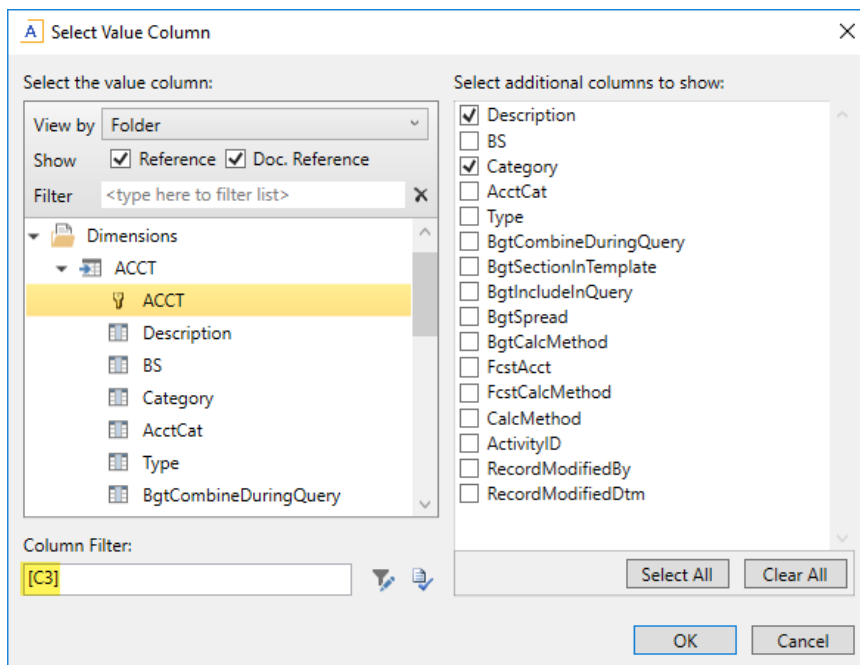 A Select Value Column
Select the value column:
View by Folder
Show Reference Doc. Reference
Filter <type here to filter list>
Dimensions
ACCT
ACCT
Description
BS
Category
AcctCat
Type
BgtCombineDuringQuery
Column Filter:
[C3]
Select additional columns to show:
Description
BS
Category
AcctCat
Type
BgtCombineDuringQuery
BgtSectionInTemplate
BgtIncludeInQuery
BgtSpread
BgtCalcMethod
FcstAcct
FcstCalcMethod
CalcMethod
ActivityID
RecordModifiedBy
RecordModifiedDtm
Select All Clear All
OK Cancel